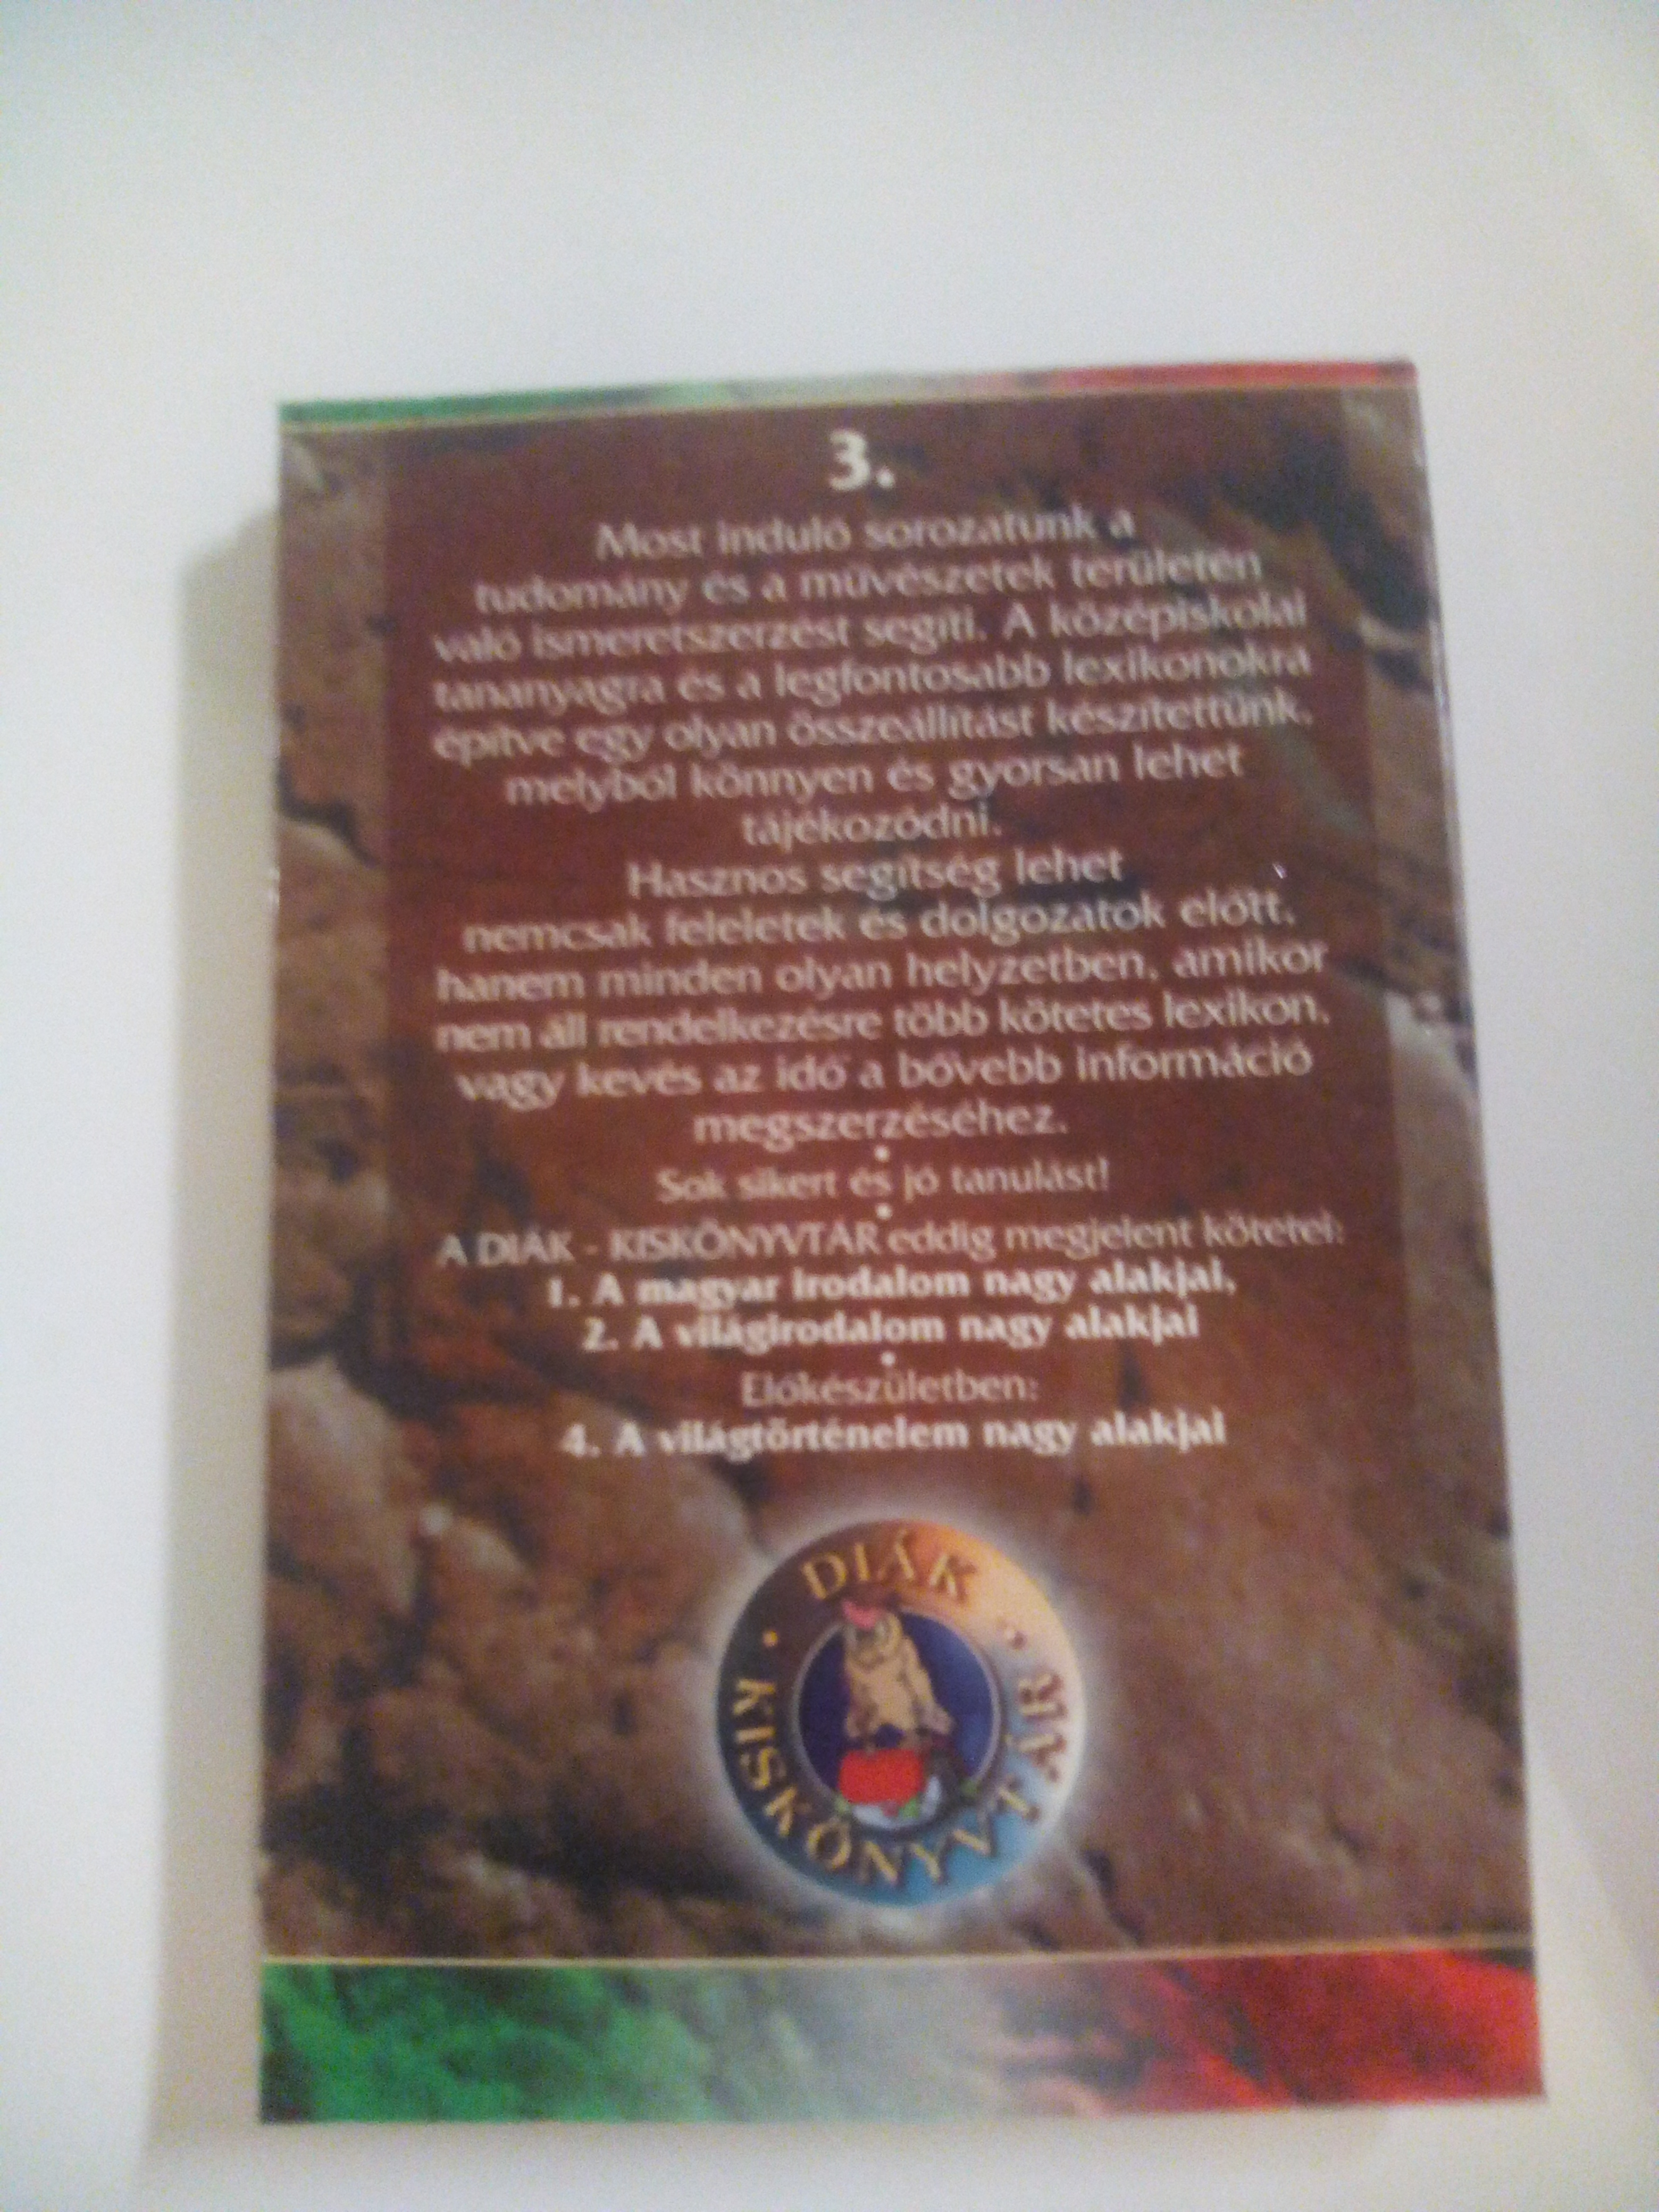 3.
Most induló sorozatunk a
tudomány és a művészetek területén
való ismeretszerzést segíti. A középiskolai
tananyagra és a legfontosabb lexikonokra
építve egy olyan összeállítást készítettünk,
melyből könnyen és gyorsan lehet
tájékozódni.
Hasznos segítség lehet
nemcsak feleletek és dolgozatok előtt,
hanem minden olyan helyzetben, amikor
nem áll rendelkezésre több kötetes lexikon,
vagy kevés az idő a bővebb információ
megszerzéséhez.
•
Sok sikert és jó tanulást!
•
A DIÁK - KISKÖNYVTÁR eddig megjelent kötetei:
1. A magyar irodalom nagy alakjai,
2. A világirodalom nagy alakjai
•
Előkészületben:
4. A világtörténelem nagy alakjai
DIÁK • KISKÖNYVTÁR •